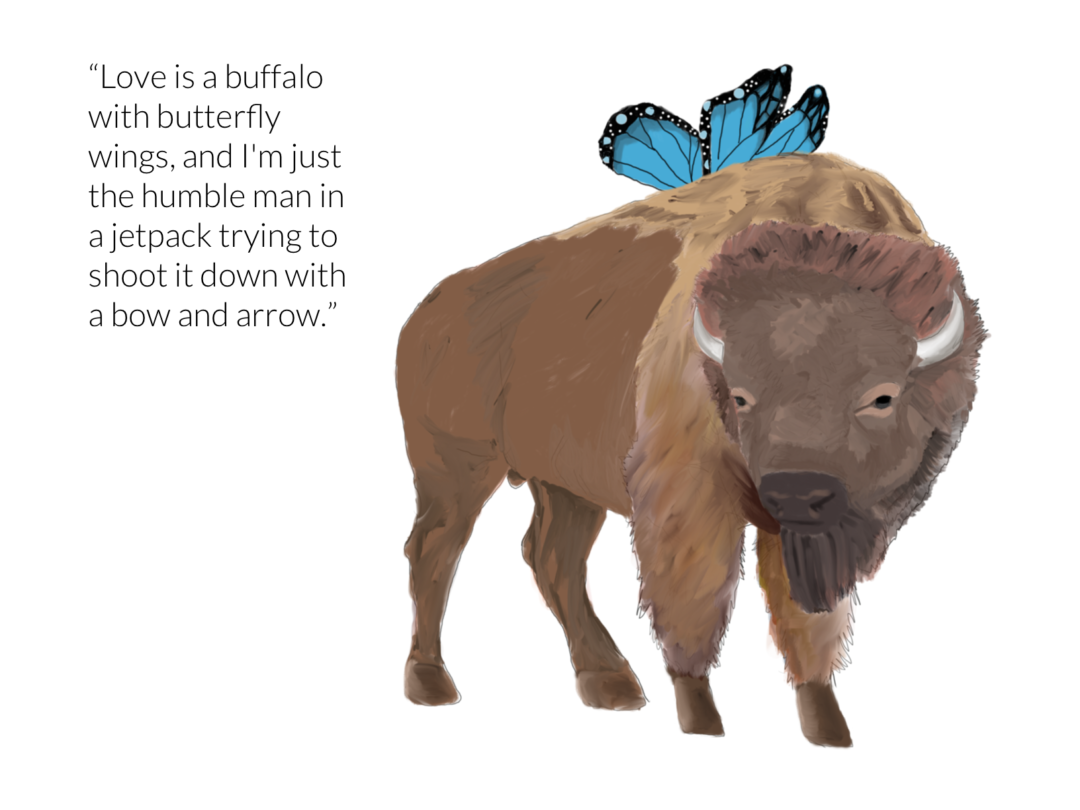 “Love is a buffalo
with butterfly
wings, and I'm just
the humble man in
a jetpack trying to
shoot it down with
a bow and arrow.”